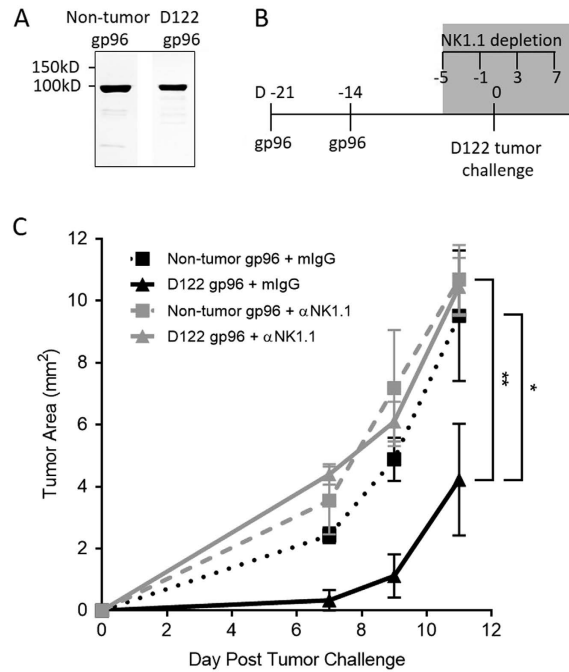 A
Non-tumor D122
gp96 gp96
150kD
100kD
B
NK1.1 depletion
-5 -1 3 7
D -21 -14 0
gp96 gp96 D122 tumor
challenge
C
Tumor Area (mm²)
12
10
8
6
4
2
0
Non-tumor gp96 + mIgG
D122 gp96 + mIgG
Non-tumor gp96 + αNK1.1
D122 gp96 + αNK1.1
**
*
0 2 4 6 8 10 12
Day Post Tumor Challenge